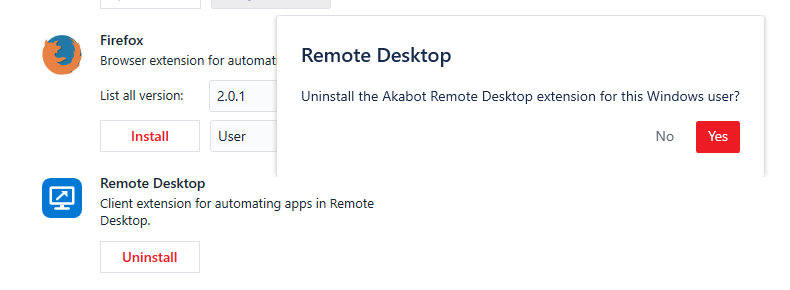 Firefox
Browser extension for automati
List all version:
2.0.1
Install
User
Remote Desktop
Uninstall the Akabot Remote Desktop extension for this Windows user?
No
Yes
Remote Desktop
Client extension for automating apps in Remote
Desktop.
Uninstall